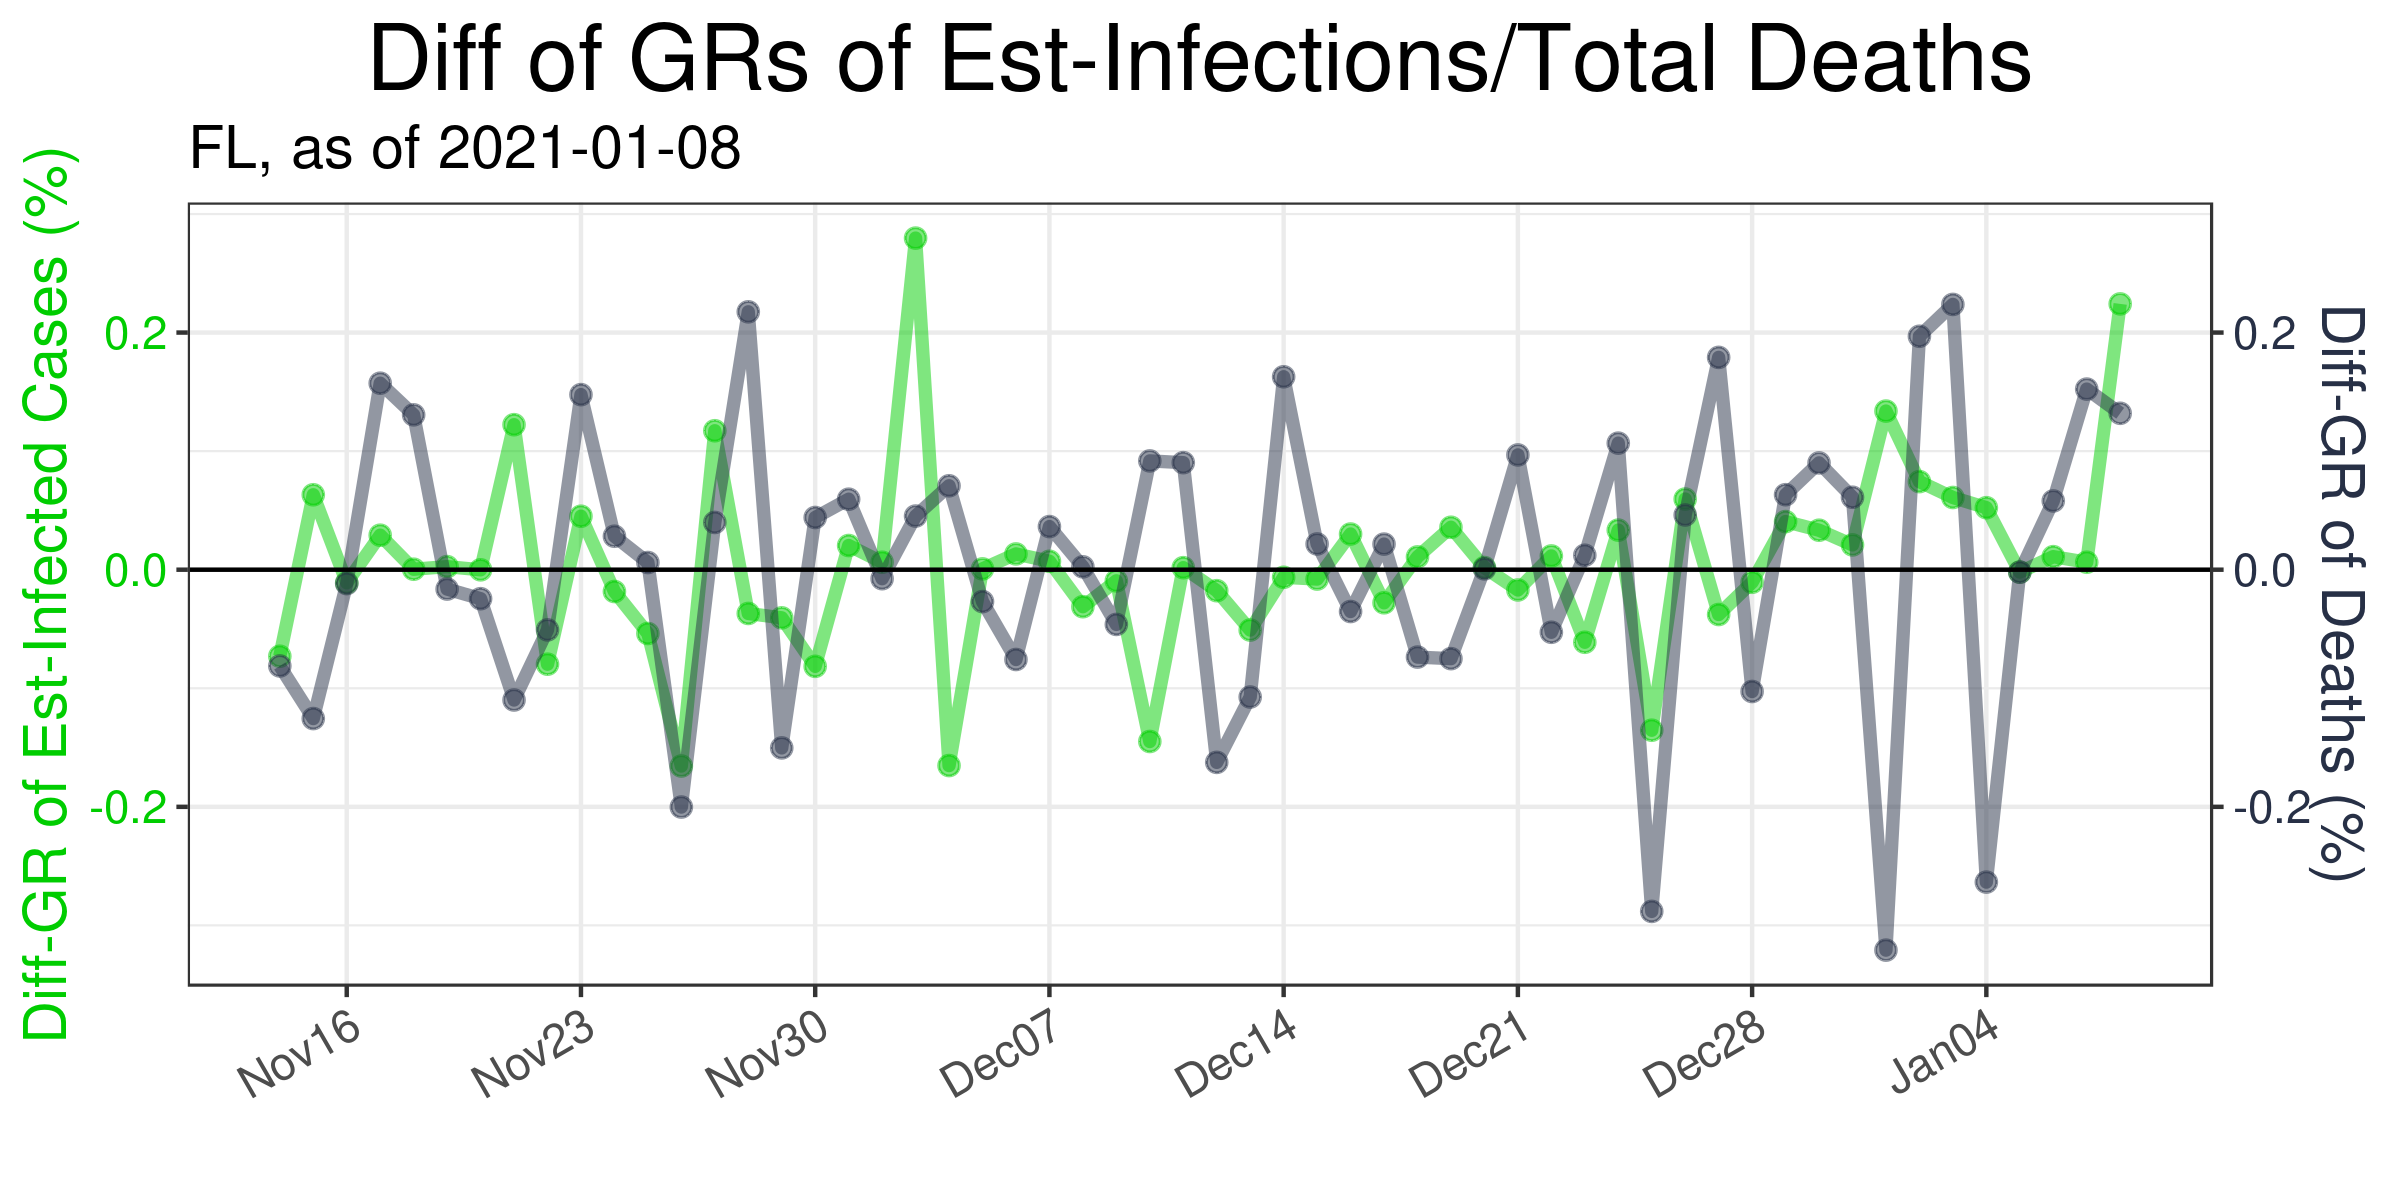 Diff of GRs of Est-Infections/Total Deaths
FL, as of 2021-01-08
Diff-GR of Est-Infected Cases (%)
0.2
0.0
-0.2
0.2
0.0
-0.2
Diff-GR of Deaths (%)
Nov16
Nov23
Nov30
Dec07
Dec14
Dec21
Dec28
Jan04